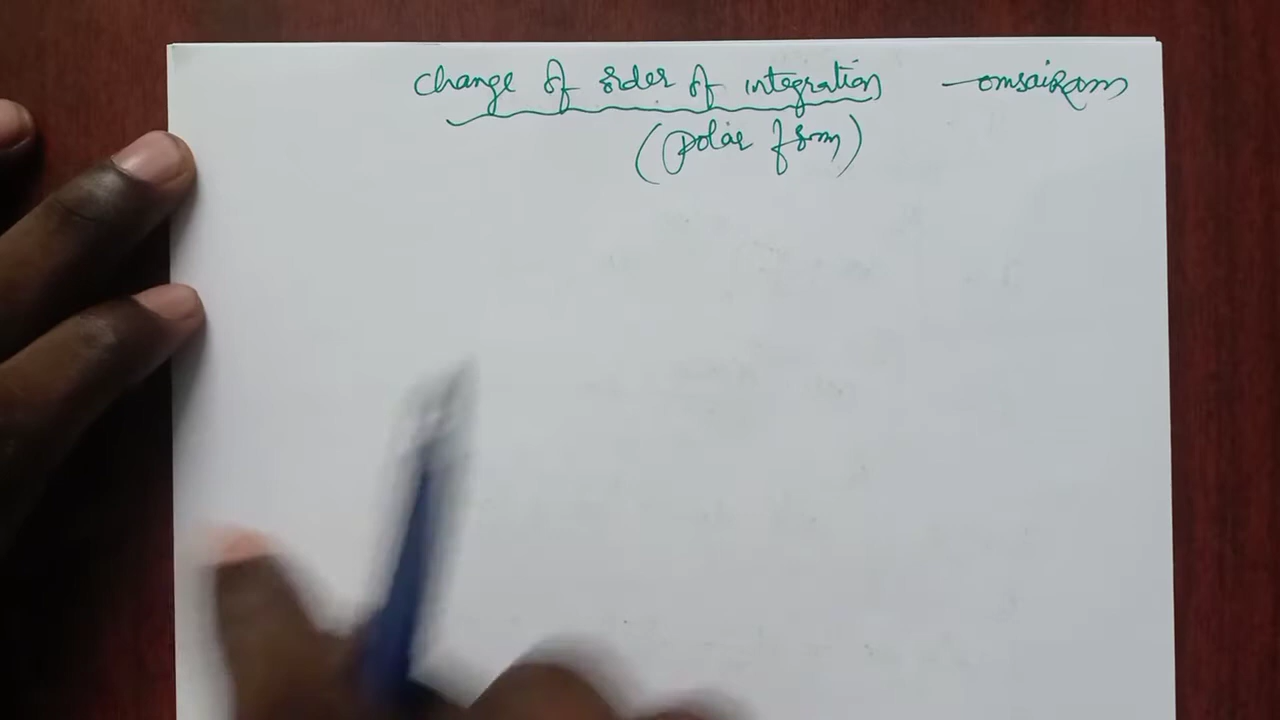 Change of order of integration - omsairam
(polar form)